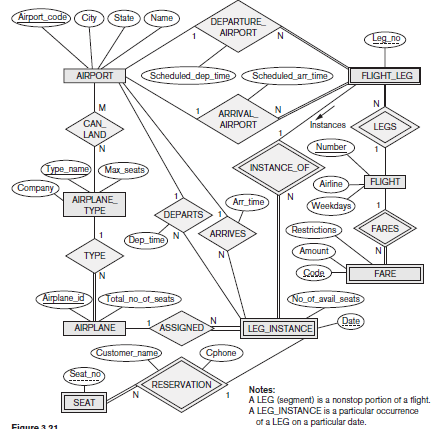 Airport_code
City
State
Name
DEPARTURE_
AIRPORT
1
N
Leg_no
AIRPORT
Scheduled_dep_time
Scheduled_arr_time
FLIGHT_LEG
M
1
ARRIVAL_
AIRPORT
N
Instances
N
CAN_
LAND
LEGS
1
N
Number
1
Type_name
Max_seats
INSTANCE_OF
Company
Airline
FLIGHT
AIRPLANE_
TYPE
1
DEPARTS
1
Arr_time
Weekdays
N
1
Restrictions
FARES
1
Dep_time
N
ARRIVES
TYPE
N
Amount
N
N
Code
FARE
Airplane_id
Total_no_of_seats
No_of_avail_seats
AIRPLANE
1
ASSIGNED
N
LEG_INSTANCE
Date
Customer_name
Cphone
Seat_no
RESERVATION
SEAT
N
1
Notes:
A LEG (segment) is a nonstop portion of a flight.
A LEG_INSTANCE is a particular occurrence
of a LEG on a particular date.
Figure 3.21